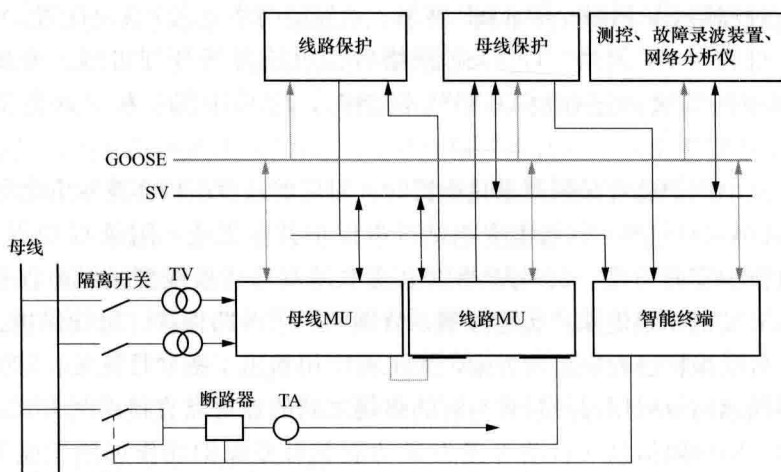 线路保护
母线保护
测控、故障录波装置、
网络分析仪
GOOSE
SV
母线
隔离开关
TV
母线MU
线路MU
智能终端
断路器
TA